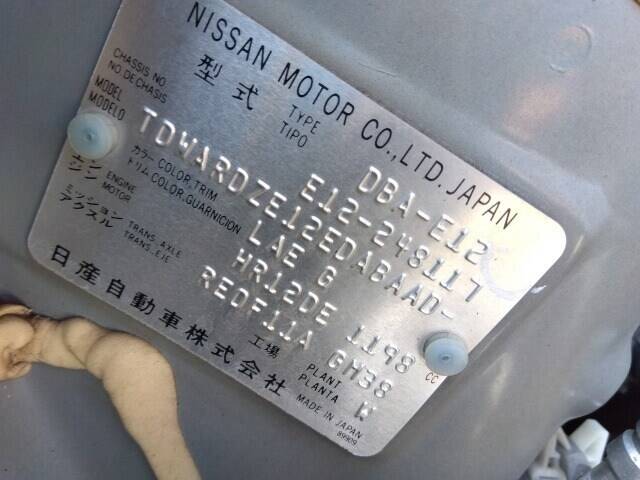 NISSAN MOTOR CO.,LTD. JAPAN
型式 TYPE TIPO DBA-E12
CHASSIS NO. NO. DE CHASIS E12-248117
MODEL MODELO TDWARDZE12EDABAAD-
カラー COLOR,TRIM トリム COLOR,GUARNICION LAE G
エンジン ENGINE MOTOR HR12DE 1198 CC
ミッション アクスル TRANS. AXLE TRANS. EJE RE0F11A GM38
工場 PLANT PLANTA W
日産自動車株式会社 MADE IN JAPAN
89909